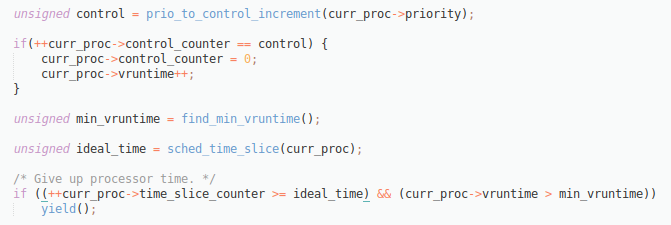 unsigned control = prio_to_control_increment(curr_proc->priority);
if(++curr_proc->control_counter == control) {
    curr_proc->control_counter = 0;
    curr_proc->vruntime++;
}
unsigned min_vruntime = find_min_vruntime();
unsigned ideal_time = sched_time_slice(curr_proc);
/* Give up processor time. */
if ((++curr_proc->time_slice_counter >= ideal_time) && (curr_proc->vruntime > min_vruntime))
    yield();